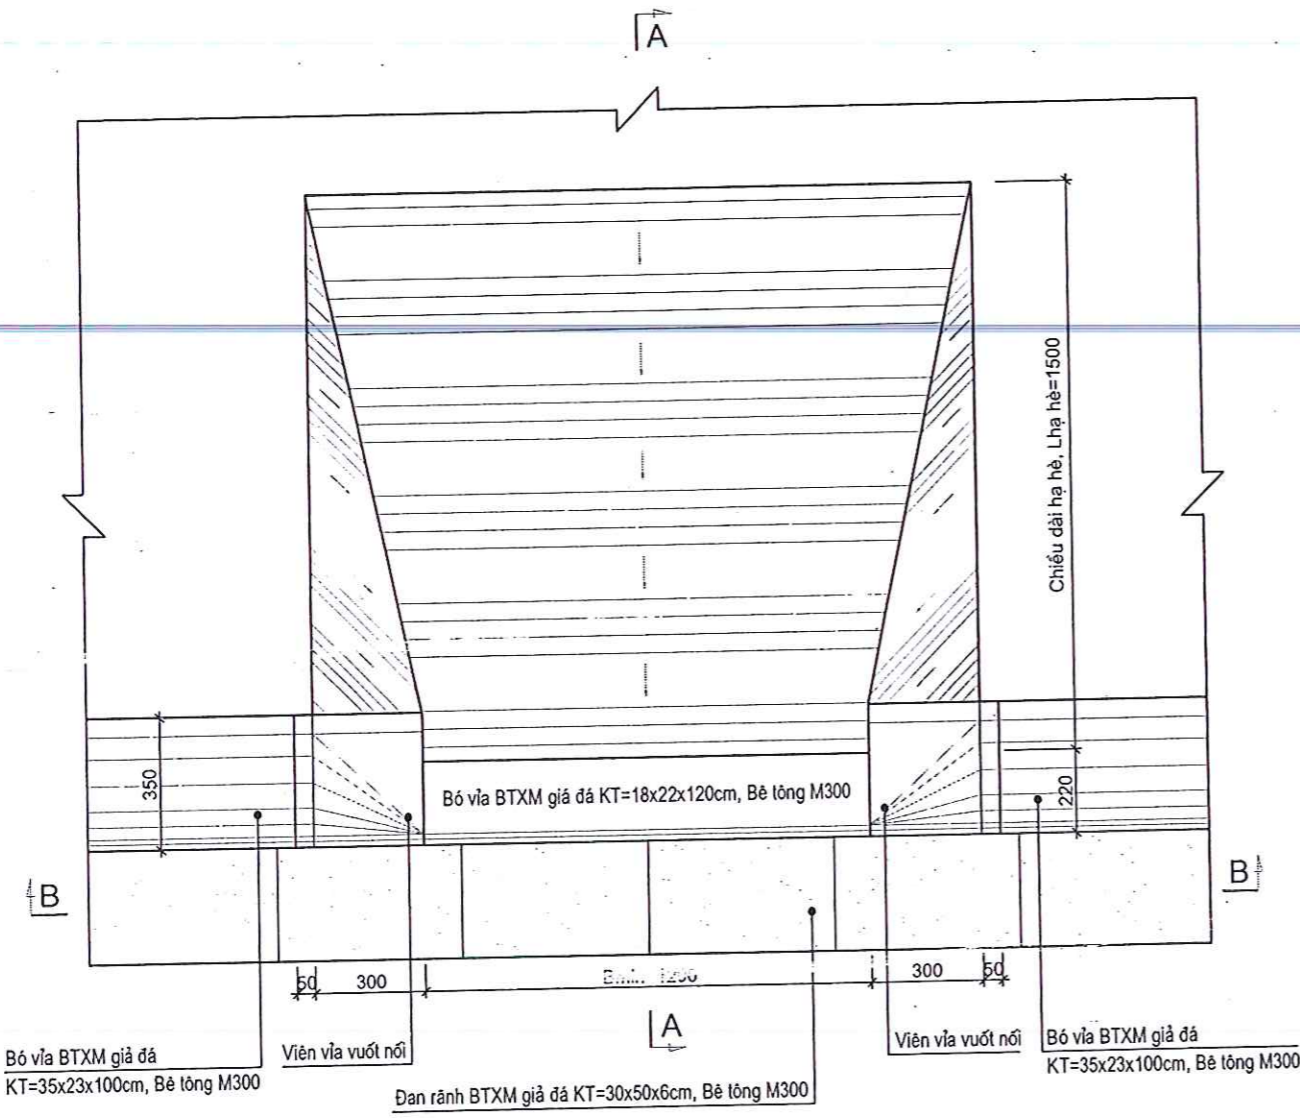 A
Chiều dài hạ hè, Lhạ hè=1500
350
Bó vỉa BTXM giả đá KT=18x22x120cm, Bê tông M300
220
B
B
50
300
300
50
A
Bó vỉa BTXM giả đá
KT=35x23x100cm, Bê tông M300
Viên vỉa vuốt nối
Đan rãnh BTXM giả đá KT=30x50x6cm, Bê tông M300
Viên vỉa vuốt nối
Bó vỉa BTXM giả đá
KT=35x23x100cm, Bê tông M300